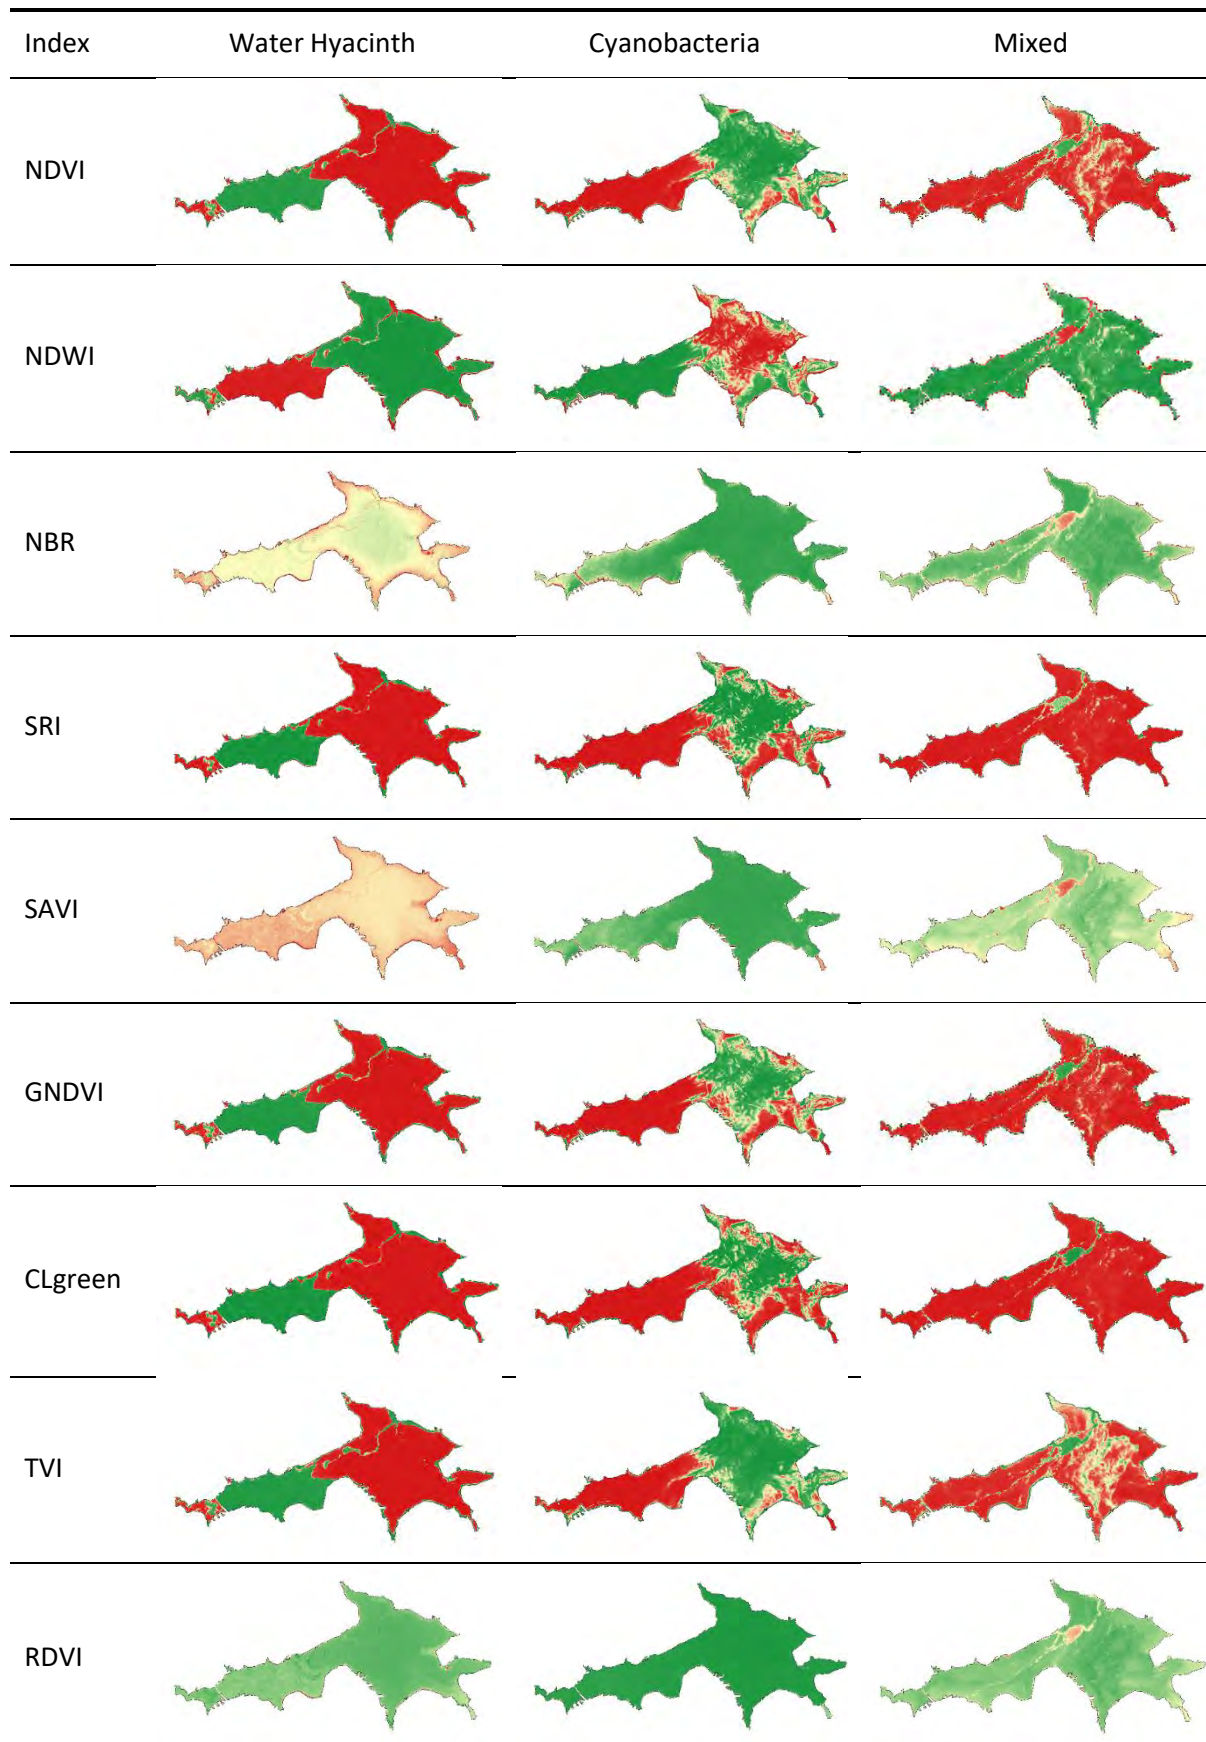 Index Water Hyacinth Cyanobacteria Mixed
NDVI
NDWI
NBR
SRI
SAVI
GNDVI
CLgreen
TVI
RDVI